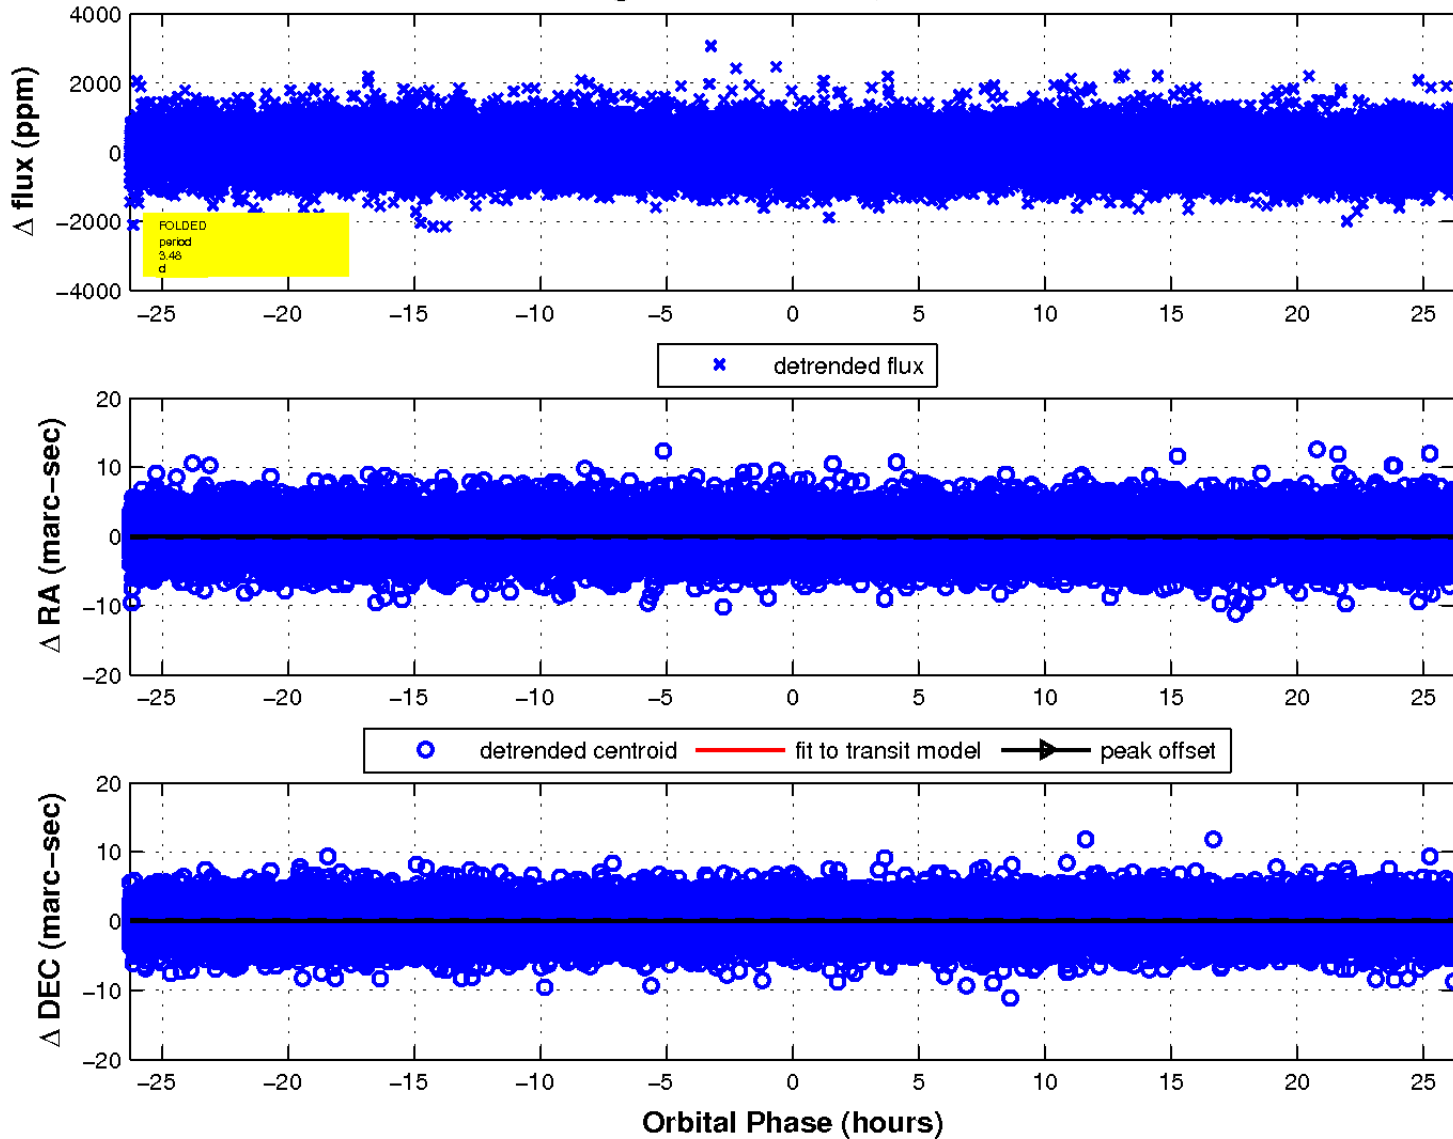 4000
2000
0
−2000
−4000
Δ flux (ppm)
FOLDED
period
3.48
d
−25 −20 −15 −10 −5 0 5 10 15 20 25
detrended flux
20
10
0
−10
−20
Δ RA (marc−sec)
−25 −20 −15 −10 −5 0 5 10 15 20 25
detrended centroid fit to transit model peak offset
20
10
0
−10
−20
Δ DEC (marc−sec)
−25 −20 −15 −10 −5 0 5 10 15 20 25
Orbital Phase (hours)